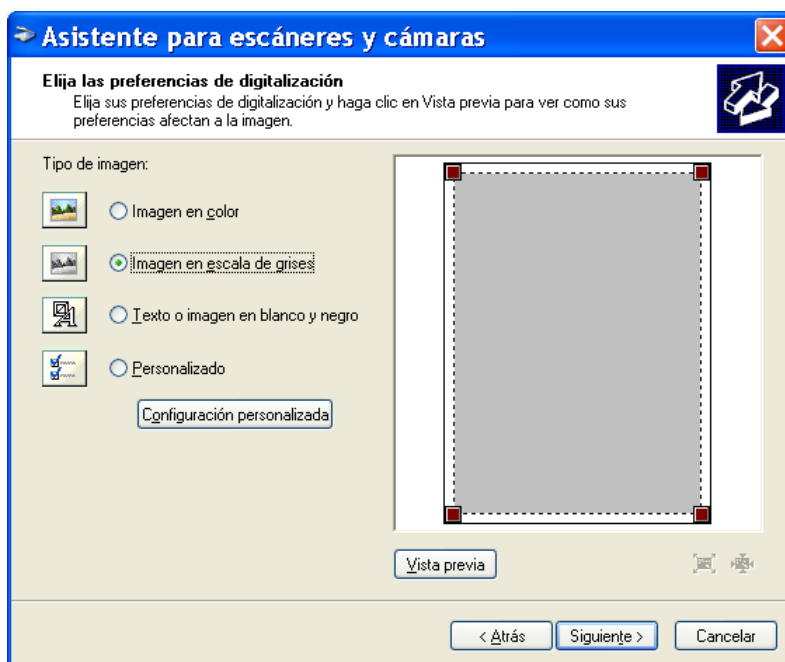 Asistente para escáneres y cámaras
Elija las preferencias de digitalización
Elija sus preferencias de digitalización y haga clic en Vista previa para ver como sus
preferencias afectan a la imagen.
Tipo de imagen:
Imagen en color
Imagen en escala de grises
Texto o imagen en blanco y negro
Personalizado
Configuración personalizada
Vista previa
< Atrás
Siguiente >
Cancelar